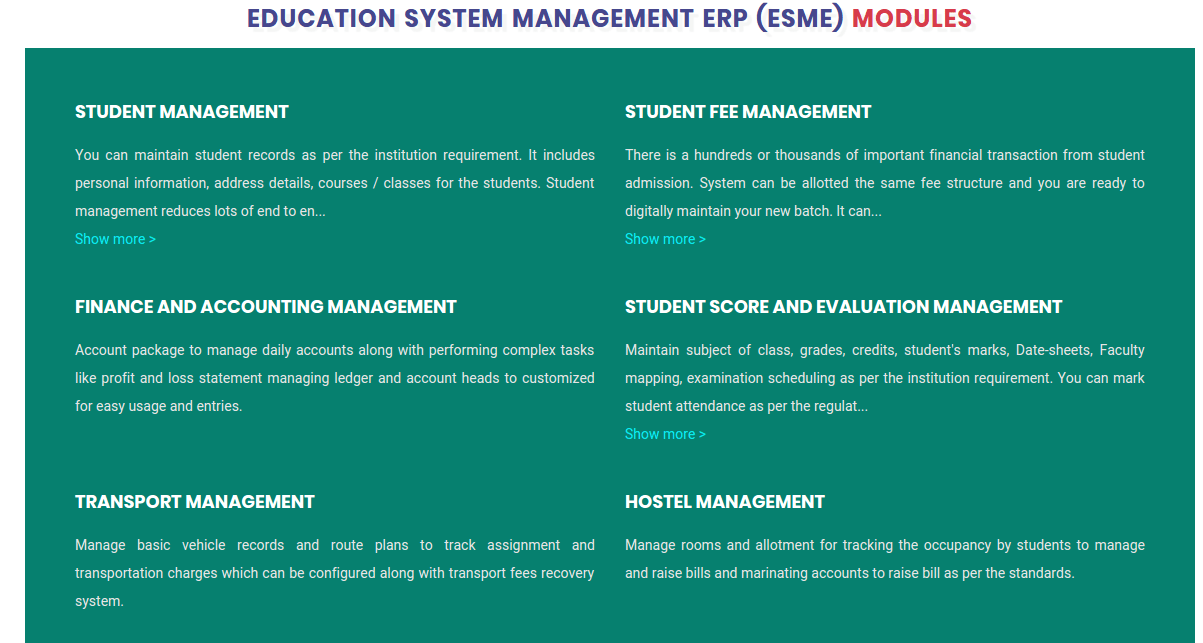 EDUCATION SYSTEM MANAGEMENT ERP (ESME) MODULES
STUDENT MANAGEMENT
You can maintain student records as per the institution requirement. It includes
personal information, address details, courses / classes for the students. Student
management reduces lots of end to en...
Show more >
STUDENT FEE MANAGEMENT
There is a hundreds or thousands of important financial transaction from student
admission. System can be allotted the same fee structure and you are ready to
digitally maintain your new batch. It can...
Show more >
FINANCE AND ACCOUNTING MANAGEMENT
Account package to manage daily accounts along with performing complex tasks
like profit and loss statement managing ledger and account heads to customized
for easy usage and entries.
STUDENT SCORE AND EVALUATION MANAGEMENT
Maintain subject of class, grades, credits, student's marks, Date-sheets, Faculty
mapping, examination scheduling as per the institution requirement. You can mark
student attendance as per the regulat...
Show more >
TRANSPORT MANAGEMENT
Manage basic vehicle records and route plans to track assignment and
transportation charges which can be configured along with transport fees recovery
system.
HOSTEL MANAGEMENT
Manage rooms and allotment for tracking the occupancy by students to manage
and raise bills and marinating accounts to raise bill as per the standards.